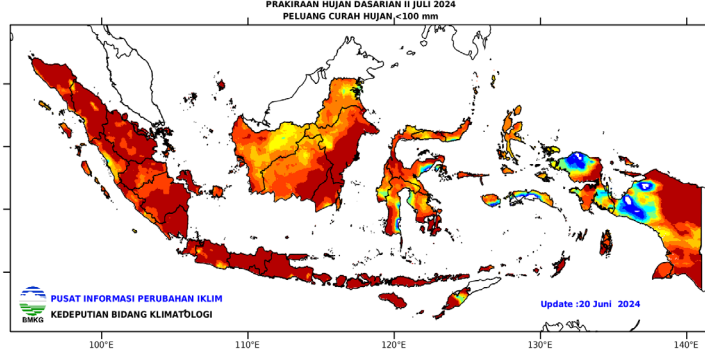 PRAKIRAAN HUJAN DASARIAN II JULI 2024
PELUANG CURAH HUJAN <100 mm
PUSAT INFORMASI PERUBAHAN IKLIM
KEDEPUTIAN BIDANG KLIMATOLOGI
BMKG
Update :20 Juni 2024
100°E 110°E 120°E 130°E 140°E